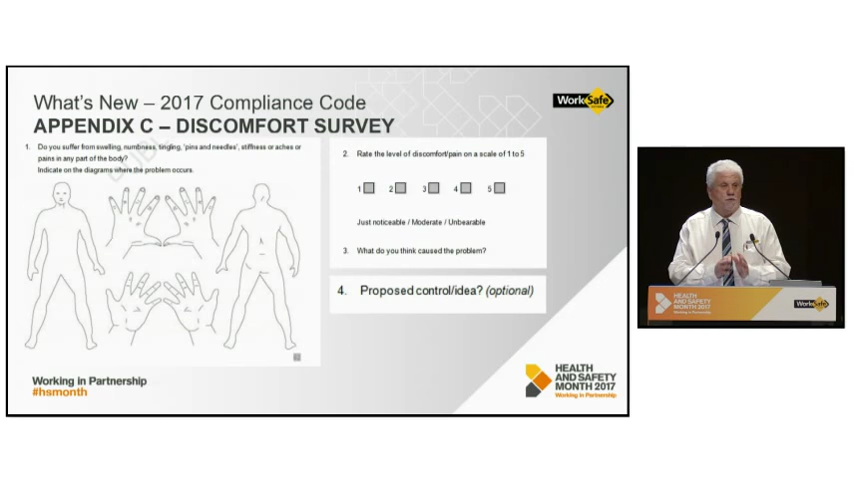 What's New – 2017 Compliance Code
APPENDIX C – DISCOMFORT SURVEY
WorkSafe
1. Do you suffer from swelling, numbness, tingling, 'pins and needles', stiffness or aches or
pains in any part of the body?
Indicate on the diagrams where the problem occurs.
2. Rate the level of discomfort/pain on a scale of 1 to 5
1 2 3 4 5
Just noticeable / Moderate / Unbearable
3. What do you think caused the problem?
4. Proposed control/idea? (optional)
Working in Partnership
#hsmonth
HEALTH
AND SAFETY
MONTH 2017
Working in Partnership
HEALTH
AND SAFETY
MONTH 2017
Working in Partnership
WorkSafe